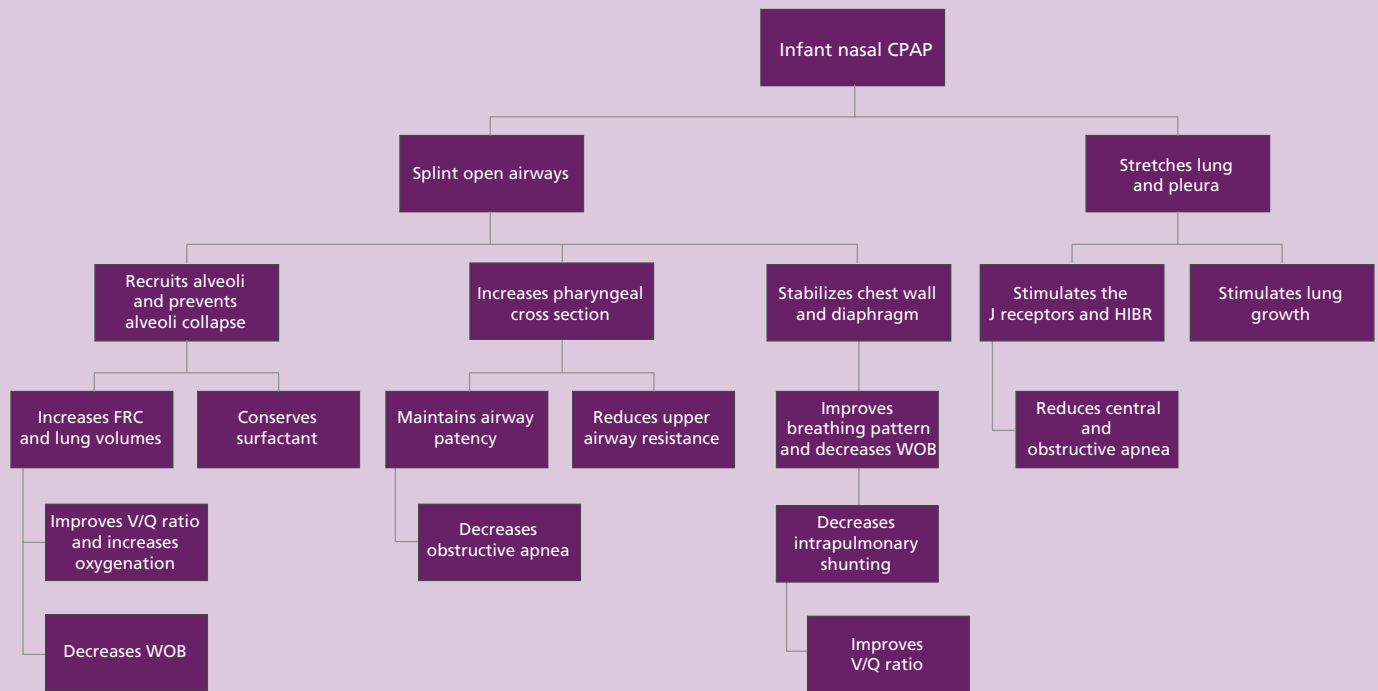 Infant nasal CPAP
Splint open airways
Stretches lung
and pleura
Recruits alveoli
and prevents
alveoli collapse
Increases pharyngeal
cross section
Stabilizes chest wall
and diaphragm
Stimulates the
J receptors and HIBR
Stimulates lung
growth
Increases FRC
and lung volumes
Conserves
surfactant
Maintains airway
patency
Reduces upper
airway resistance
Improves
breathing pattern
and decreases WOB
Reduces central
and
obstructive apnea
Improves V/Q ratio
and increases
oxygenation
Decreases
obstructive apnea
Decreases
intrapulmonary
shunting
Decreases WOB
Improves
V/Q ratio